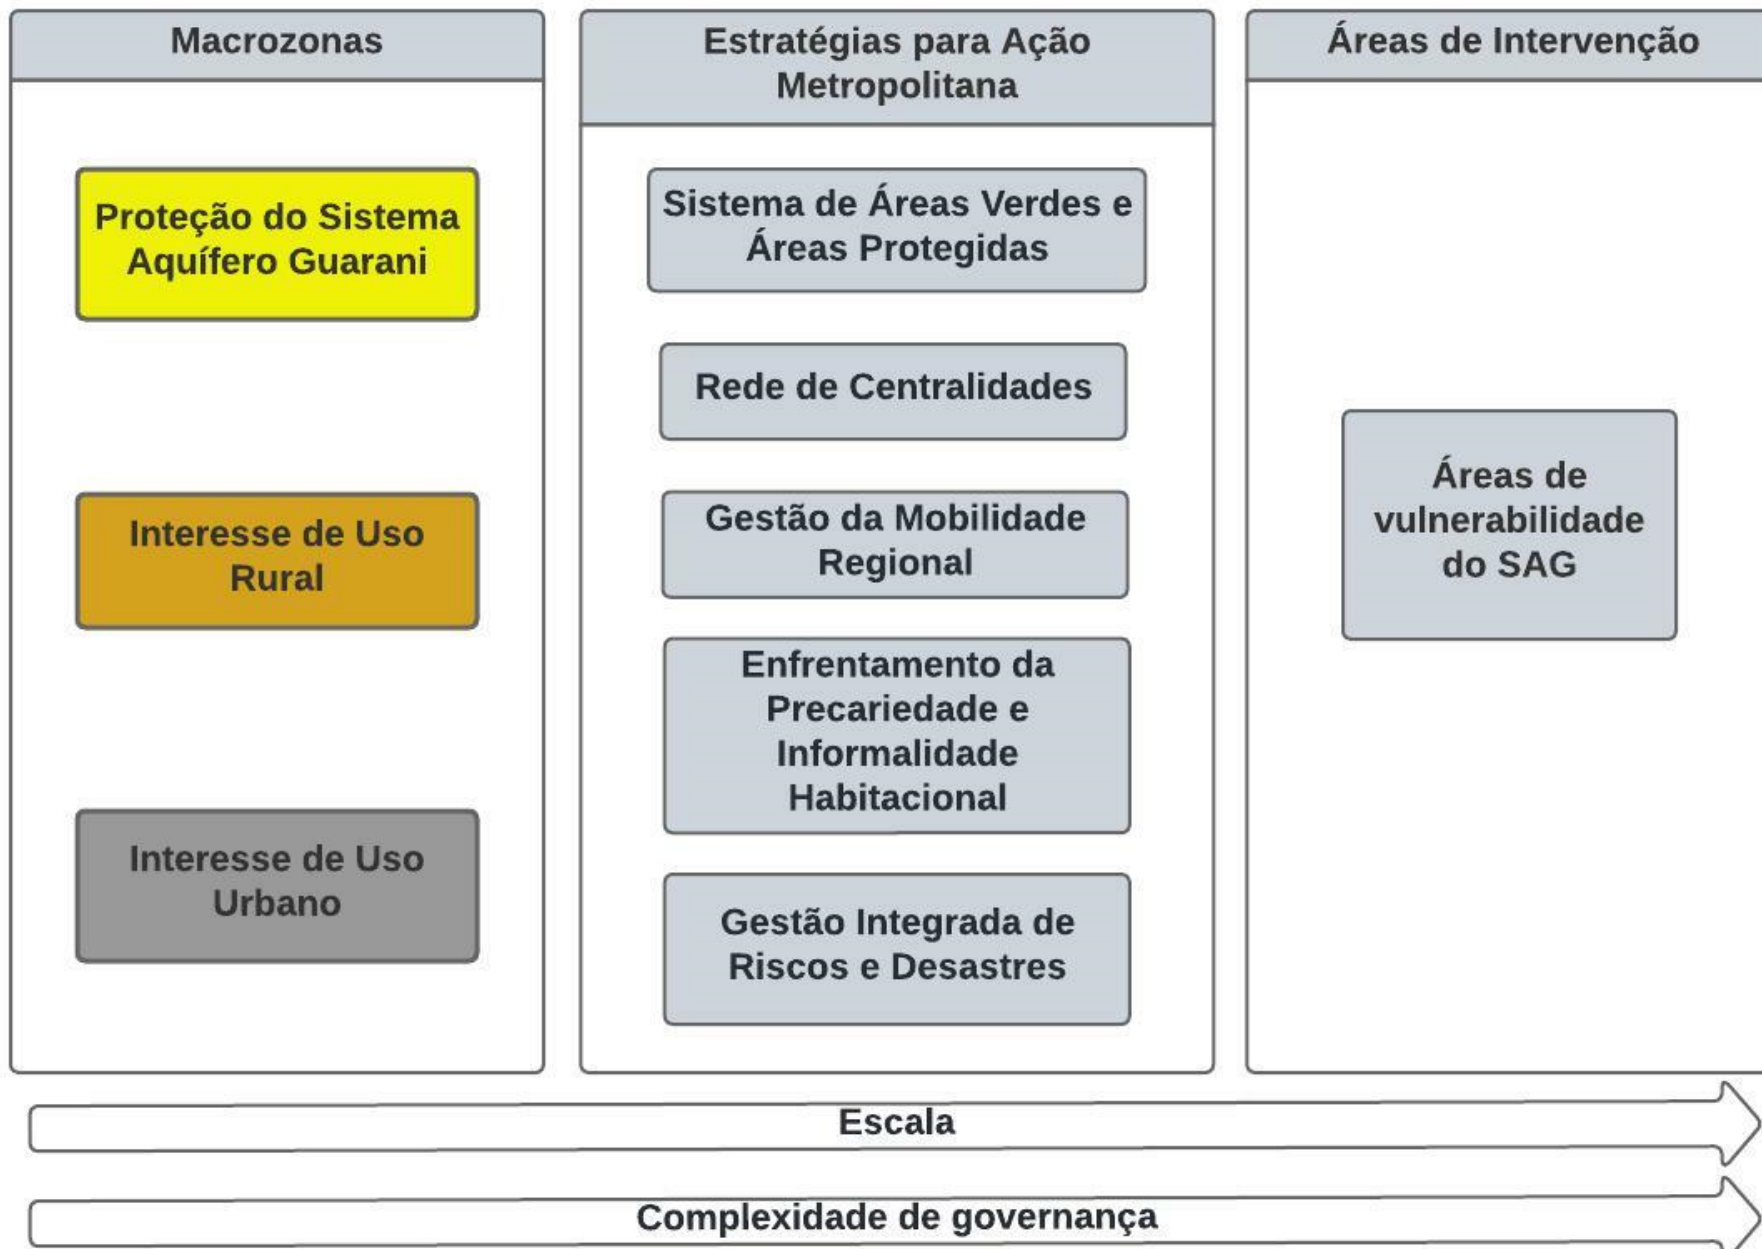 Macrozonas
Proteção do Sistema
Aquífero Guarani
Interesse de Uso
Rural
Interesse de Uso
Urbano
Estratégias para Ação
Metropolitana
Sistema de Áreas Verdes e
Áreas Protegidas
Rede de Centralidades
Gestão da Mobilidade
Regional
Enfrentamento da
Precariedade e
Informalidade
Habitacional
Gestão Integrada de
Riscos e Desastres
Áreas de Intervenção
Áreas de
vulnerabilidade
do SAG
Escala
Complexidade de governança